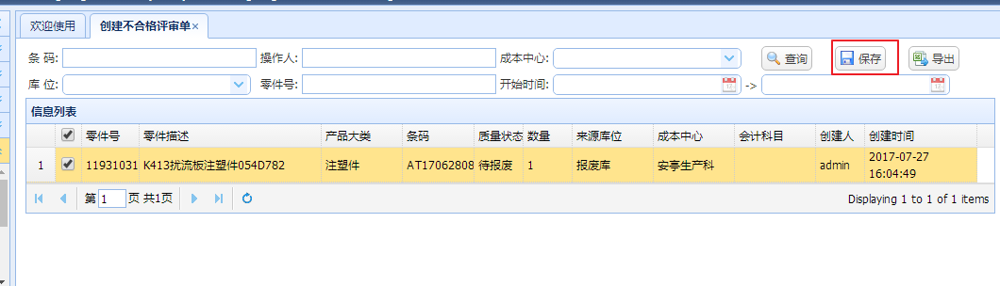 欢迎使用 创建不合格评审单×
条 码: 操作人: 成本中心: 查询 保存 导出
库 位: 零件号: 开始时间: ->
信息列表
零件号 零件描述 产品大类 条码 质量状态 数量 来源库位 成本中心 会计科目 创建人 创建时间
1 11931031 K413扰流板注塑件054D782 注塑件 AT17062808 待报废 1 报废库 安亭生产科 admin 2017-07-27
16:04:49
第 1 页 共1页 Displaying 1 to 1 of 1 items